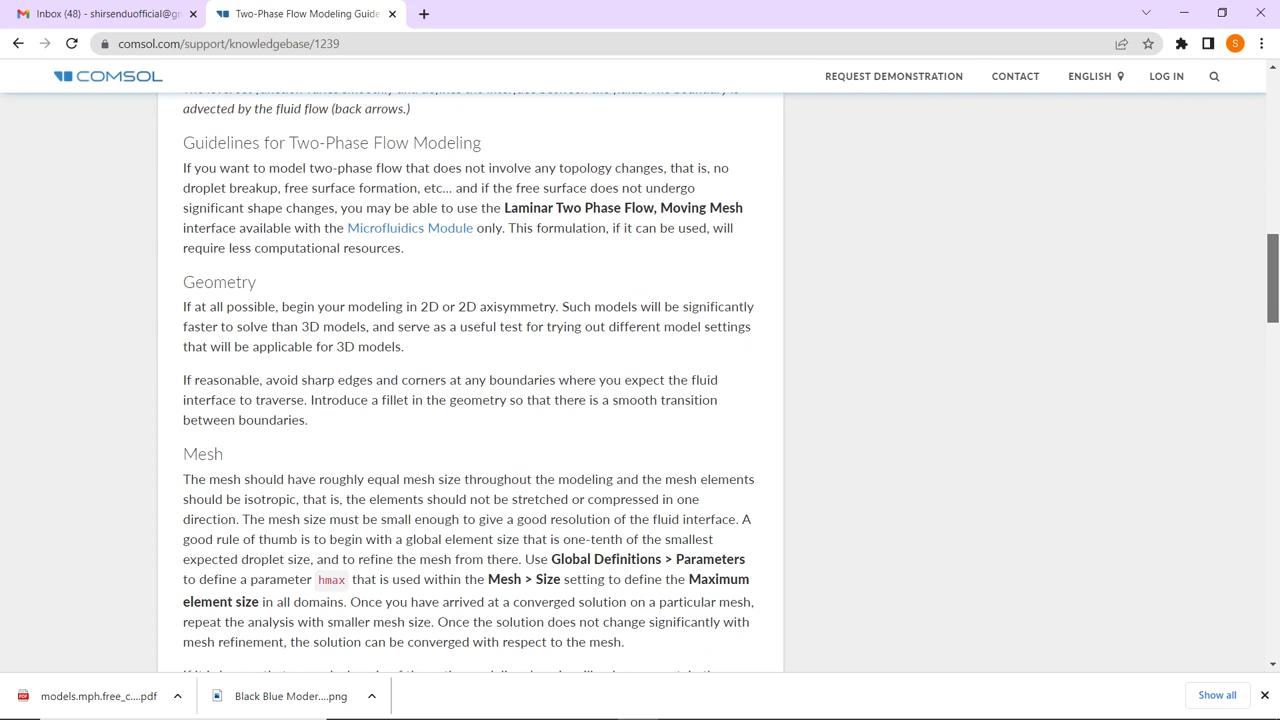 Inbox (48) - shirsenduofficial@gr
Two-Phase Flow Modeling Guide
comsol.com/support/knowledgebase/1239
S
COMSOL
REQUEST DEMONSTRATION
CONTACT
ENGLISH
LOG IN
advected by the fluid flow (back arrows.)
Guidelines for Two-Phase Flow Modeling
If you want to model two-phase flow that does not involve any topology changes, that is, no
droplet breakup, free surface formation, etc... and if the free surface does not undergo
significant shape changes, you may be able to use the Laminar Two Phase Flow, Moving Mesh
interface available with the Microfluidics Module only. This formulation, if it can be used, will
require less computational resources.
Geometry
If at all possible, begin your modeling in 2D or 2D axisymmetry. Such models will be significantly
faster to solve than 3D models, and serve as a useful test for trying out different model settings
that will be applicable for 3D models.
If reasonable, avoid sharp edges and corners at any boundaries where you expect the fluid
interface to traverse. Introduce a fillet in the geometry so that there is a smooth transition
between boundaries.
Mesh
The mesh should have roughly equal mesh size throughout the modeling and the mesh elements
should be isotropic, that is, the elements should not be stretched or compressed in one
direction. The mesh size must be small enough to give a good resolution of the fluid interface. A
good rule of thumb is to begin with a global element size that is one-tenth of the smallest
expected droplet size, and to refine the mesh from there. Use Global Definitions > Parameters
to define a parameter hmax that is used within the Mesh > Size setting to define the Maximum
element size in all domains. Once you have arrived at a converged solution on a particular mesh,
repeat the analysis with smaller mesh size. Once the solution does not change significantly with
mesh refinement, the solution can be converged with respect to the mesh.
models.mph.free_c....pdf
Black Blue Moder....png
Show all